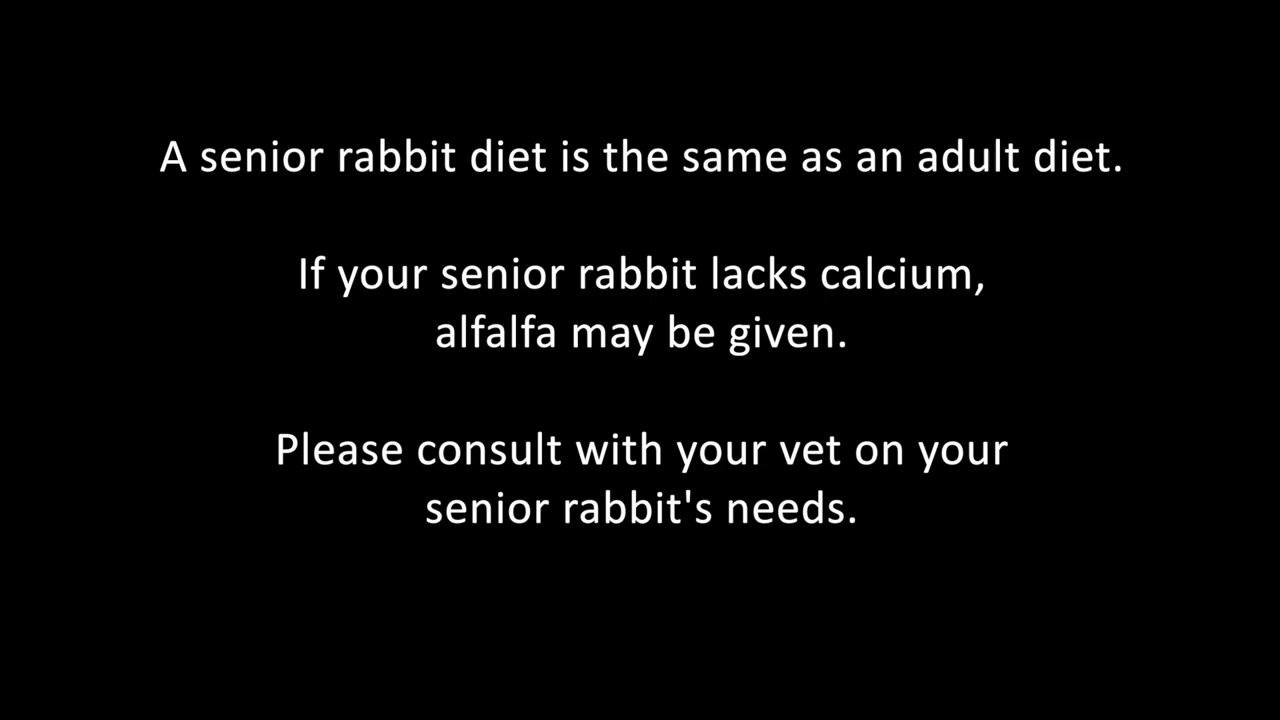 A senior rabbit diet is the same as an adult diet.
If your senior rabbit lacks calcium,
alfalfa may be given.
Please consult with your vet on your
senior rabbit's needs.